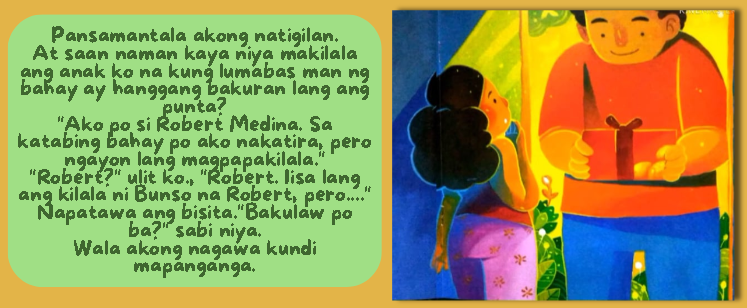 Pansamantala akong natigilan.
At saan naman kaya niya makilala
ang anak ko na kung lumabas man ng
bahay ay hanggang bakuran lang ang
punta?
"Ako po si Robert Medina. Sa
katabing bahay po ako nakatira, pero
ngayon lang magpapakilala."
"Robert?" ulit ko., "Robert. Iisa lang
ang kilala ni Bunso na Robert, pero...."
Napatawa ang bisita."Bakulaw po
ba?" sabi niya.
Wala akong nagawa kundi
mapanganga.